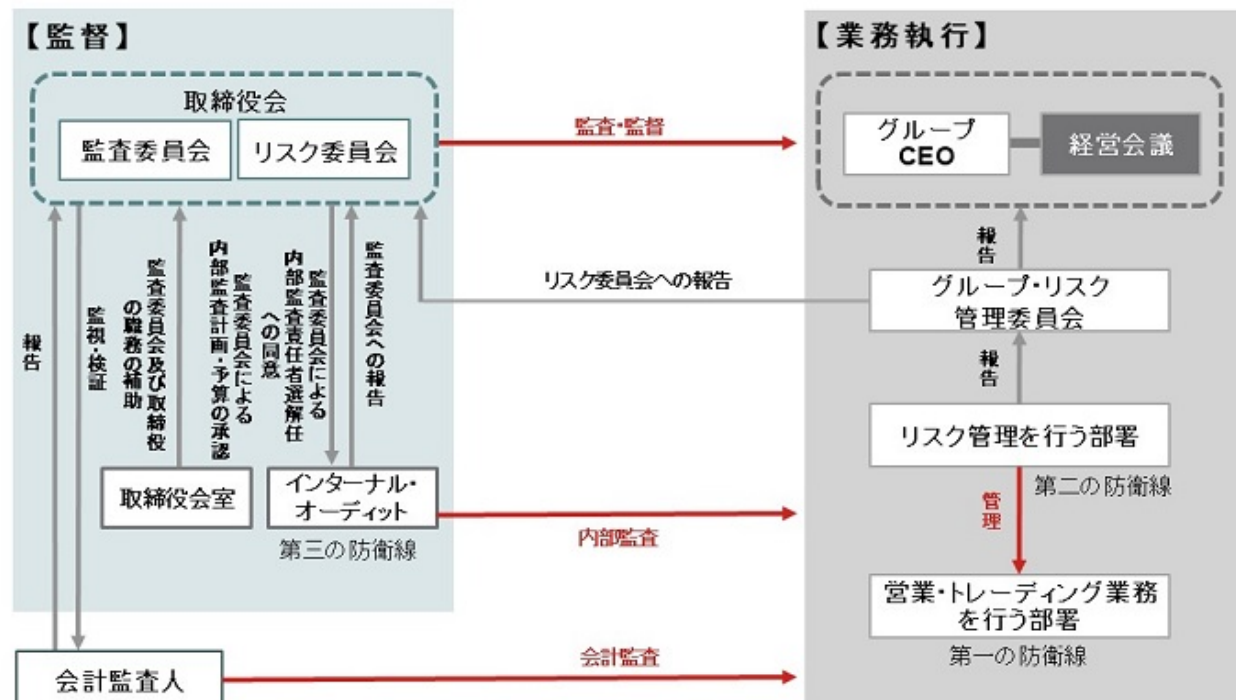 【監督】
取締役会
監査委員会
リスク委員会
報告
監視・検証
監査委員会及び取締役
の職務の補助
監査委員会による
内部監査計画・予算の承認
監査委員会による
内部監査責任者選解任
への同意
監査委員会への報告
取締役会室
インターナル・
オーディット
第三の防衛線
会計監査人
監査・監督
リスク委員会への報告
内部監査
会計監査
【業務執行】
グループ
CEO
経営会議
報告
グループ・リスク
管理委員会
報告
リスク管理を行う部署
第二の防衛線
管理
営業・トレーディング業務
を行う部署
第一の防衛線